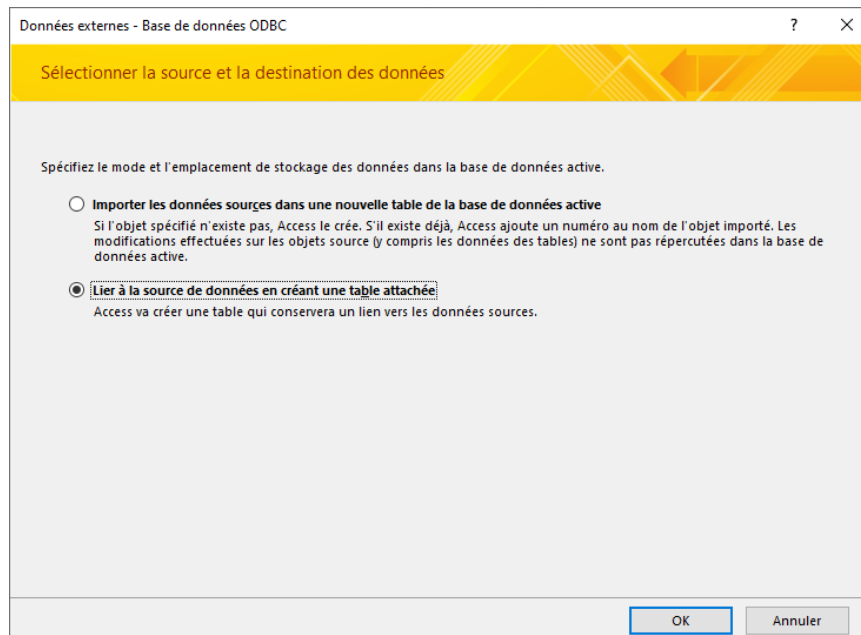 Données externes - Base de données ODBC
?
Sélectionner la source et la destination des données
Spécifiez le mode et l'emplacement de stockage des données dans la base de données active.
Importer les données sources dans une nouvelle table de la base de données active
Si l'objet spécifié n'existe pas, Access le crée. S'il existe déjà, Access ajoute un numéro au nom de l'objet importé. Les
modifications effectuées sur les objets source (y compris les données des tables) ne sont pas répercutées dans la base de
données active.
Lier à la source de données en créant une table attachée
Access va créer une table qui conservera un lien vers les données sources.
OK
Annuler